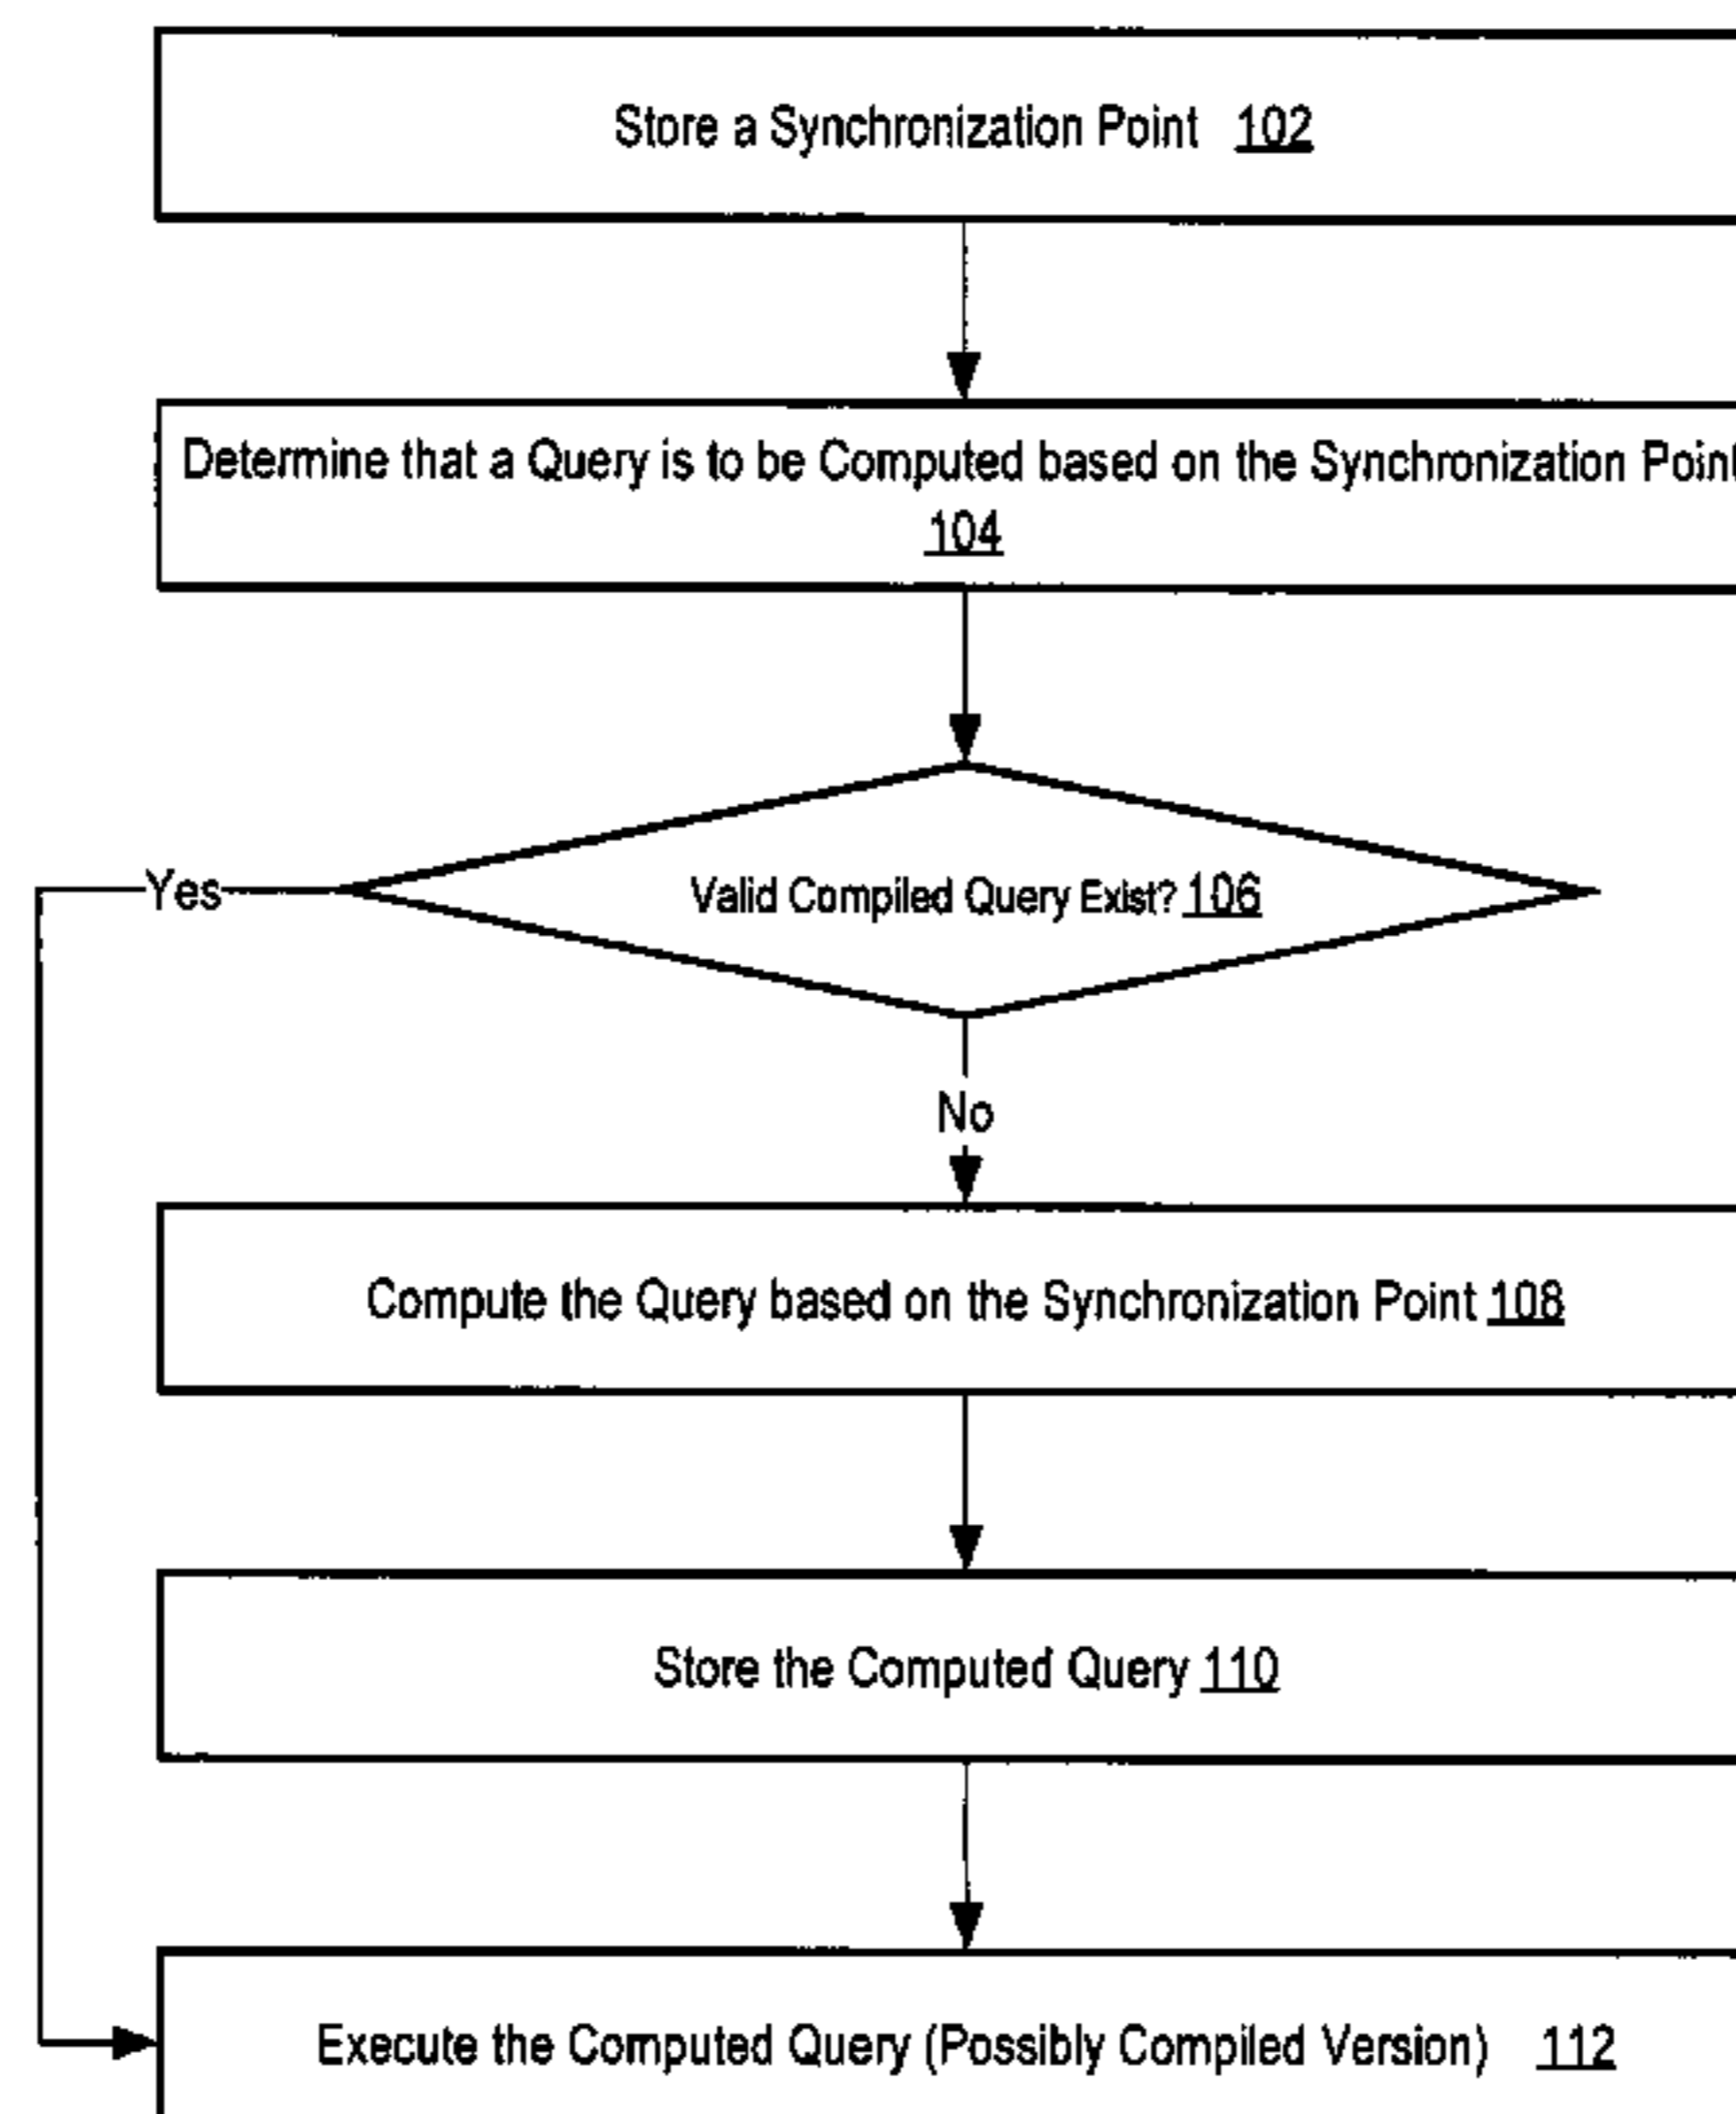 Store a Synchronization Point 102
Determine that a Query is to be Computed based on the Synchronization Point
104
Yes
Valid Compiled Query Exist? 106
No
Compute the Query based on the Synchronization Point 108
Store the Computed Query 110
Execute the Computed Query (Possibly Compiled Version) 112